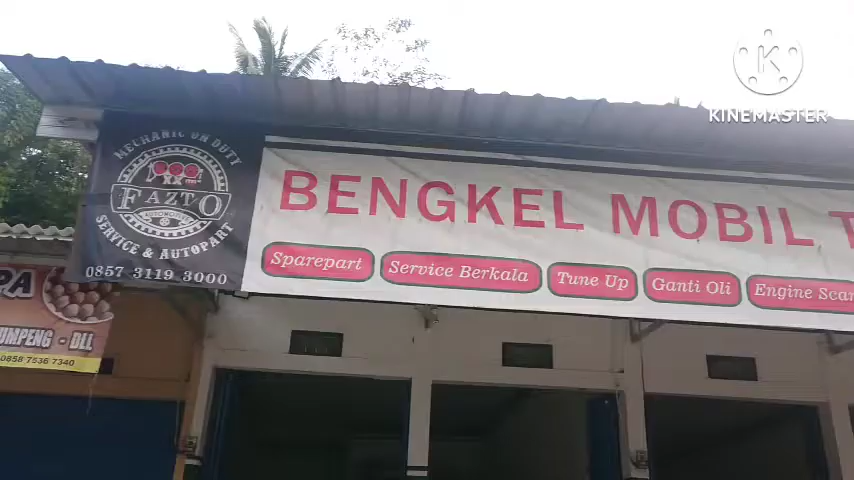 KINEMASTER
MECHANIC ON DUTY
FAZTO
AUTOMOTIVE
SERVICE & AUTOPART
0857 3119 3000
BENGKEL MOBIL T
Sparepart
Service Berkala
Tune Up
Ganti Oli
Engine Scan
PA
UMPENG - DLL
0858 7536 7340